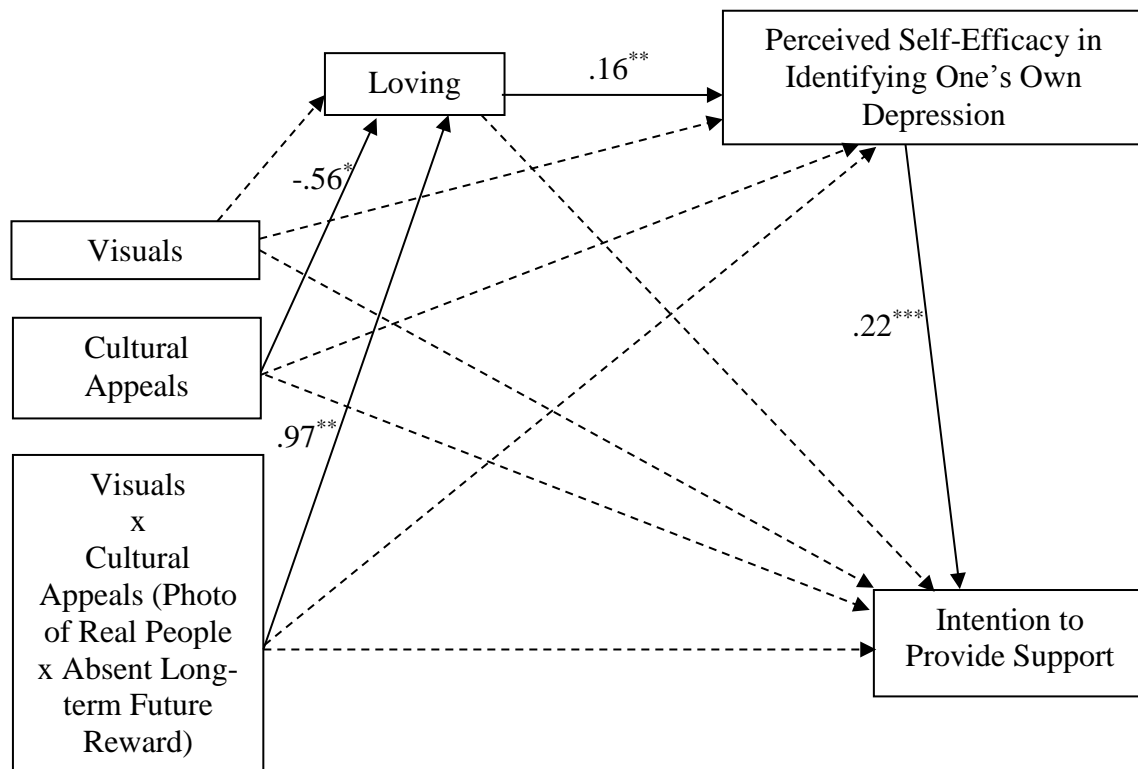 Perceived Self-Efficacy in
Identifying One’s Own
Depression
Loving
.16**
-.56*
Visuals
Cultural
Appeals
.22***
.97**
Visuals
x
Cultural
Appeals (Photo
of Real People
x Absent Long-
term Future
Reward)
Intention to
Provide Support